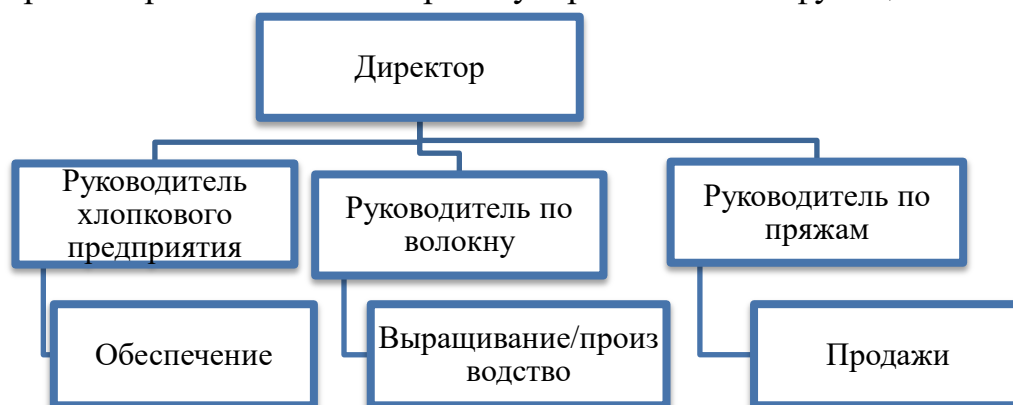 Директор
Руководитель
хлопкового
предприятия
Руководитель по
волокну
Руководитель по
пряжам
Обеспечение
Выращивание/произ
водство
Продажи